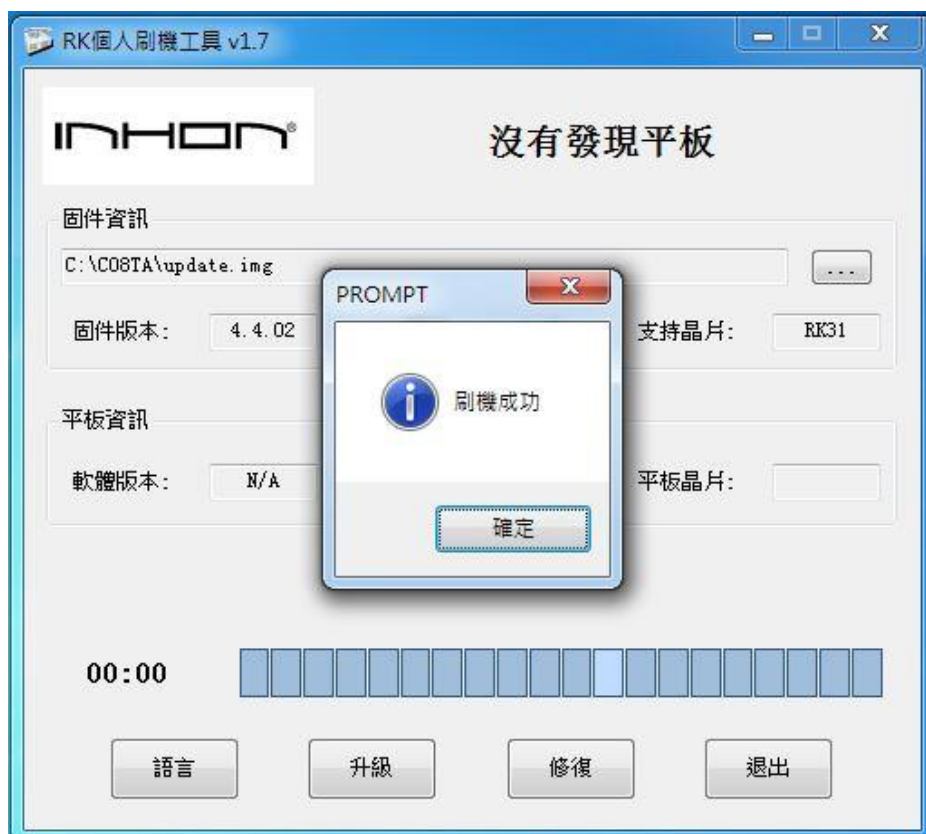 RK個人刷機工具 v1.7
INHON®
沒有發現平板
固件資訊
C:\C08TA\update.img
...
固件版本:
4.4.02
支持晶片:
RK31
PROMPT
刷機成功
確定
平板資訊
軟體版本:
N/A
平板晶片:
00:00
語言
升級
修復
退出